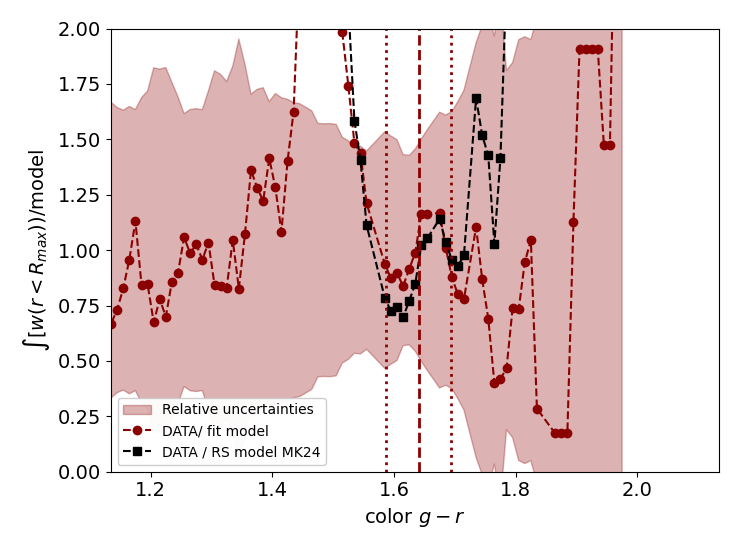 2.00
1.75
1.50
1.25
1.00
0.75
0.50
0.25
0.00
∫[w(r < R_{max}))/model
Relative uncertainties
DATA/ fit model
DATA / RS model MK24
1.2 1.4 1.6 1.8 2.0
color g − r